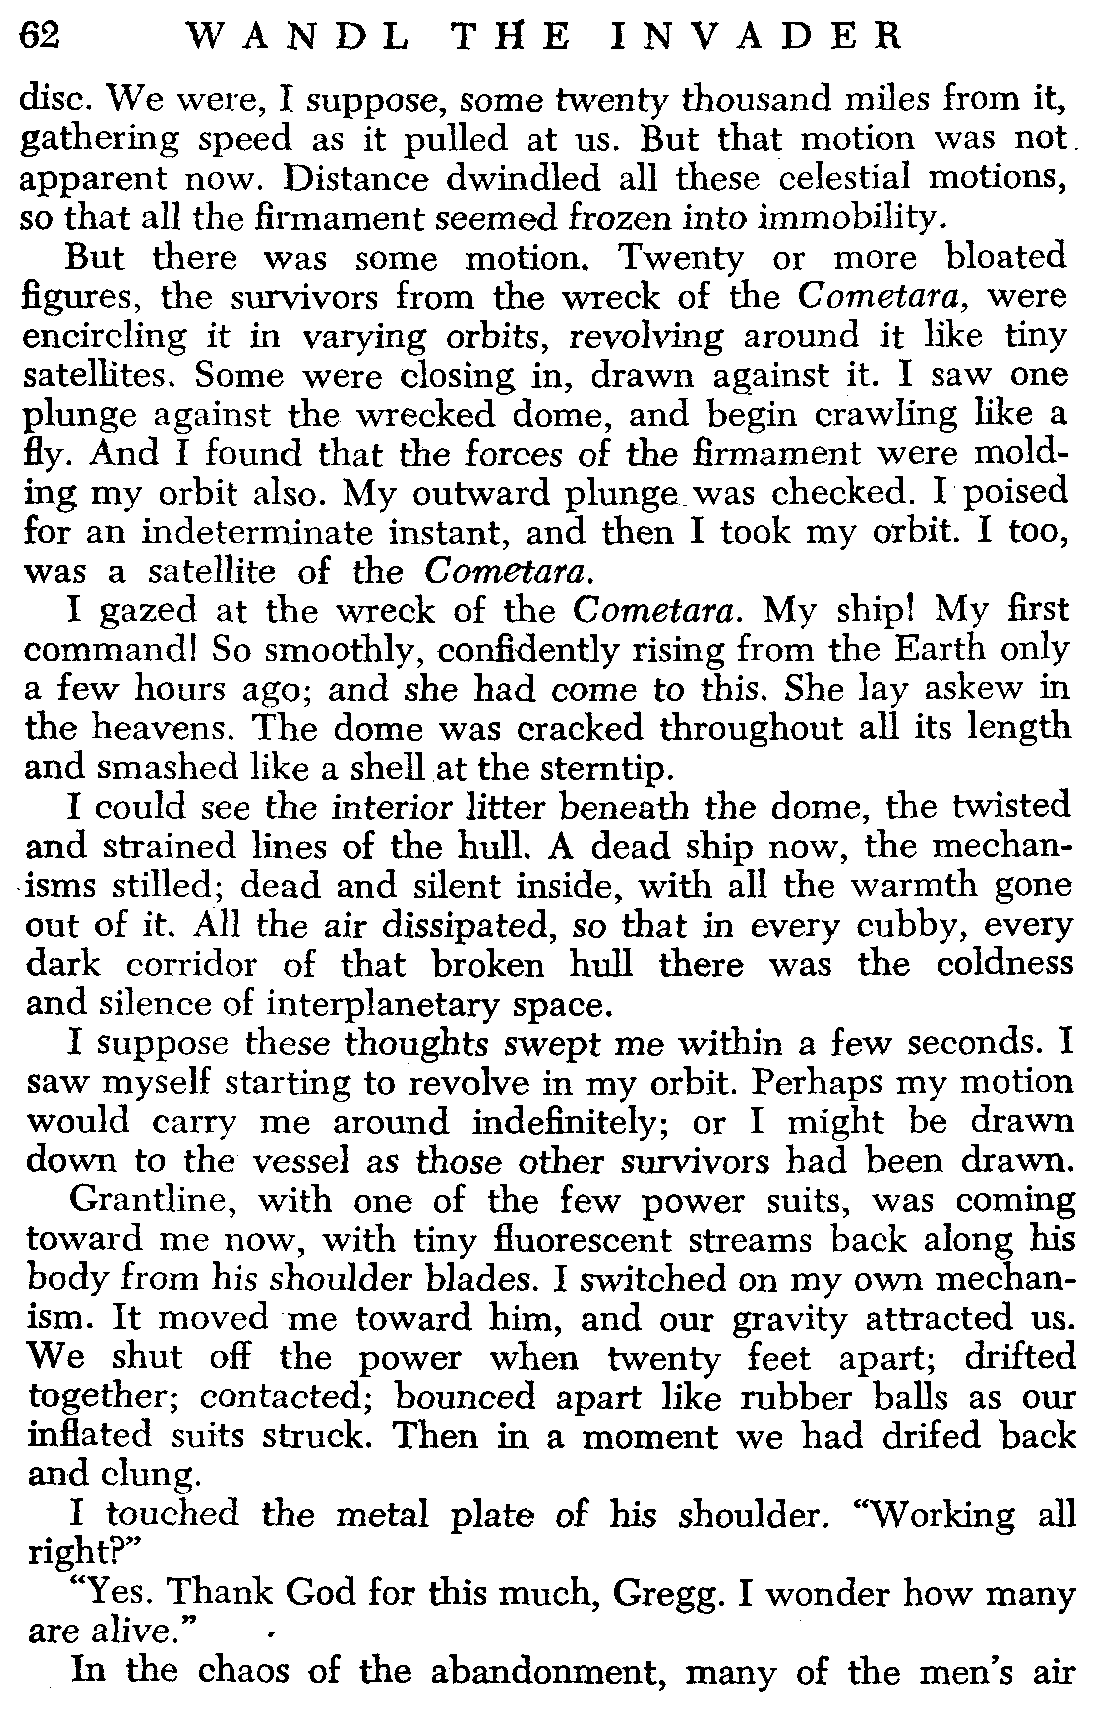 62 WANDL THE INVADER
disc. We were, I suppose, some twenty thousand miles from it,
gathering speed as it pulled at us. But that motion was not
apparent now. Distance dwindled all these celestial motions,
so that all the firmament seemed frozen into immobility.
But there was some motion. Twenty or more bloated
figures, the survivors from the wreck of the Cometara, were
encircling it in varying orbits, revolving around it like tiny
satellites. Some were closing in, drawn against it. I saw one
plunge against the wrecked dome, and begin crawling like a
fly. And I found that the forces of the firmament were mold-
ing my orbit also. My outward plunge was checked. I poised
for an indeterminate instant, and then I took my orbit. I too,
was a satellite of the Cometara.
I gazed at the wreck of the Cometara. My ship! My first
command! So smoothly, confidently rising from the Earth only
a few hours ago; and she had come to this. She lay askew in
the heavens. The dome was cracked throughout all its length
and smashed like a shell at the sterntip.
I could see the interior litter beneath the dome, the twisted
and strained lines of the hull. A dead ship now, the mechan-
isms stilled; dead and silent inside, with all the warmth gone
out of it. All the air dissipated, so that in every cubby, every
dark corridor of that broken hull there was the coldness
and silence of interplanetary space.
I suppose these thoughts swept me within a few seconds. I
saw myself starting to revolve in my orbit. Perhaps my motion
would carry me around indefinitely; or I might be drawn
down to the vessel as those other survivors had been drawn.
Grantline, with one of the few power suits, was coming
toward me now, with tiny fluorescent streams back along his
body from his shoulder blades. I switched on my own mechan-
ism. It moved me toward him, and our gravity attracted us.
We shut off the power when twenty feet apart; drifted
together; contacted; bounced apart like rubber balls as our
inflated suits struck. Then in a moment we had drifed back
and clung.
I touched the metal plate of his shoulder. “Working all
right?”
“Yes. Thank God for this much, Gregg. I wonder how many
are alive.”
In the chaos of the abandonment, many of the men's air